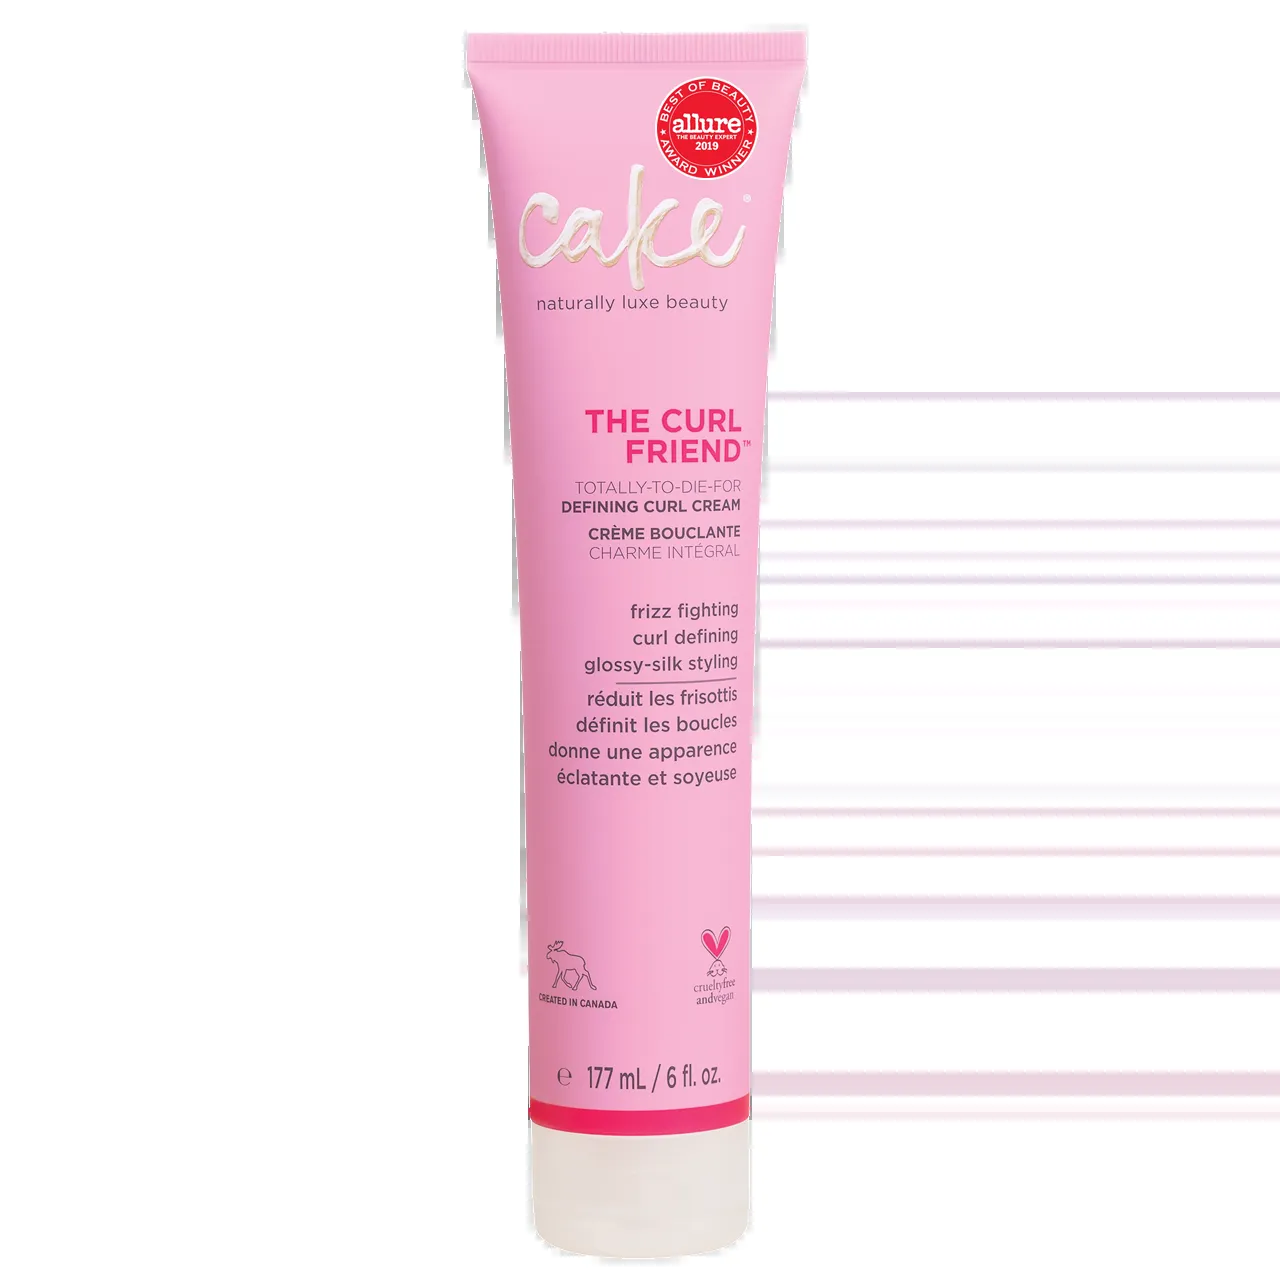 BEST OF BEAUTY
allure
THE BEAUTY EXPERT
2019
AWARD WINNER
cake®
naturally luxe beauty
THE CURL
FRIEND™
TOTALLY-TO-DIE-FOR
DEFINING CURL CREAM
CRÈME BOUCLANTE
CHARME INTÉGRAL
frizz fighting
curl defining
glossy-silk styling
réduit les frisottis
définit les boucles
donne une apparence
éclatante et soyeuse
CREATED IN CANADA
crueltyfree
andvegan
℮ 177 mL / 6 fl. oz.